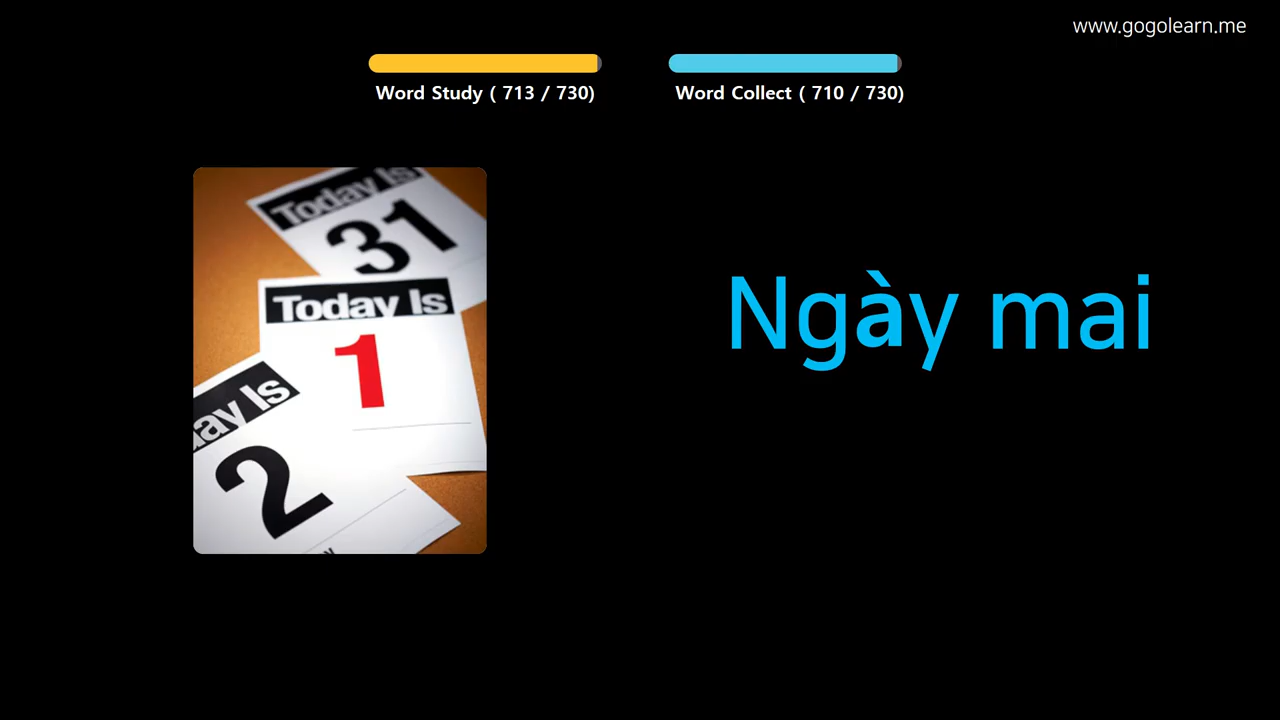 www.gogolearn.me
Word Study ( 713 / 730)
Word Collect ( 710 / 730)
Today Is
31
Today Is
1
ay Is
2
Ngày mai